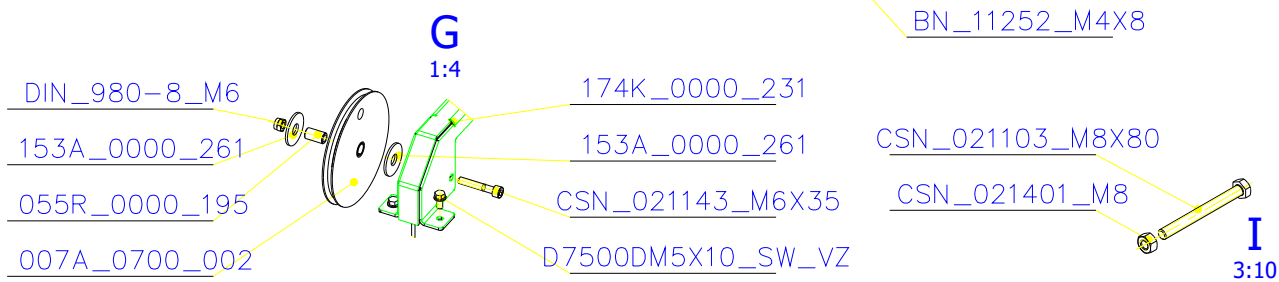 BN_11252_M4X8
G
1:4
DIN_980-8_M6
153A_0000_261
055R_0000_195
007A_0700_002
174K_0000_231
153A_0000_261
CSN_021143_M6X35
D7500DM5X10_SW_VZ
CSN_021103_M8X80
CSN_021401_M8
I
3:10